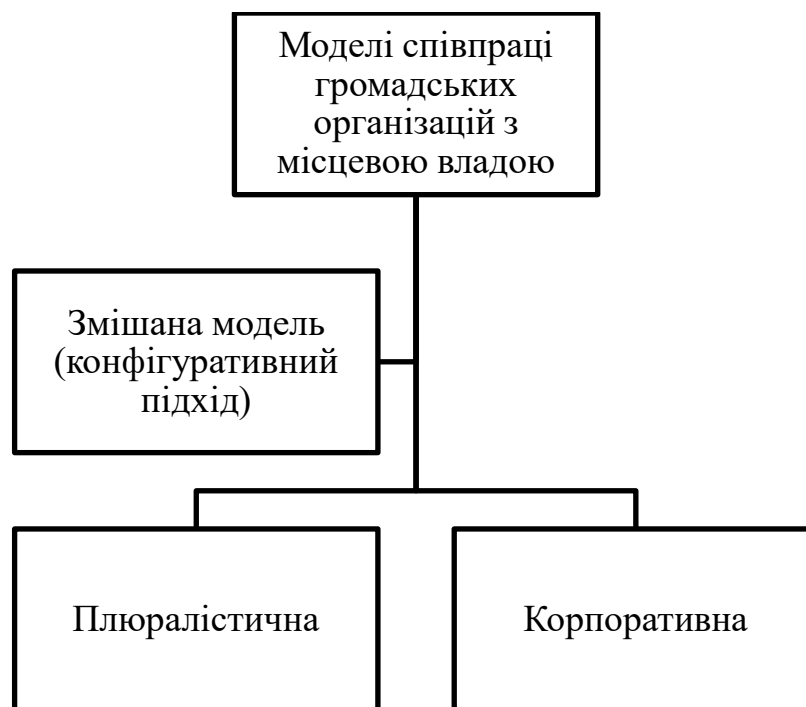 Моделі співпраці
громадських
організацій з
місцевою владою
Змішана модель
(конфігуративний
підхід)
Плюралістична
Корпоративна